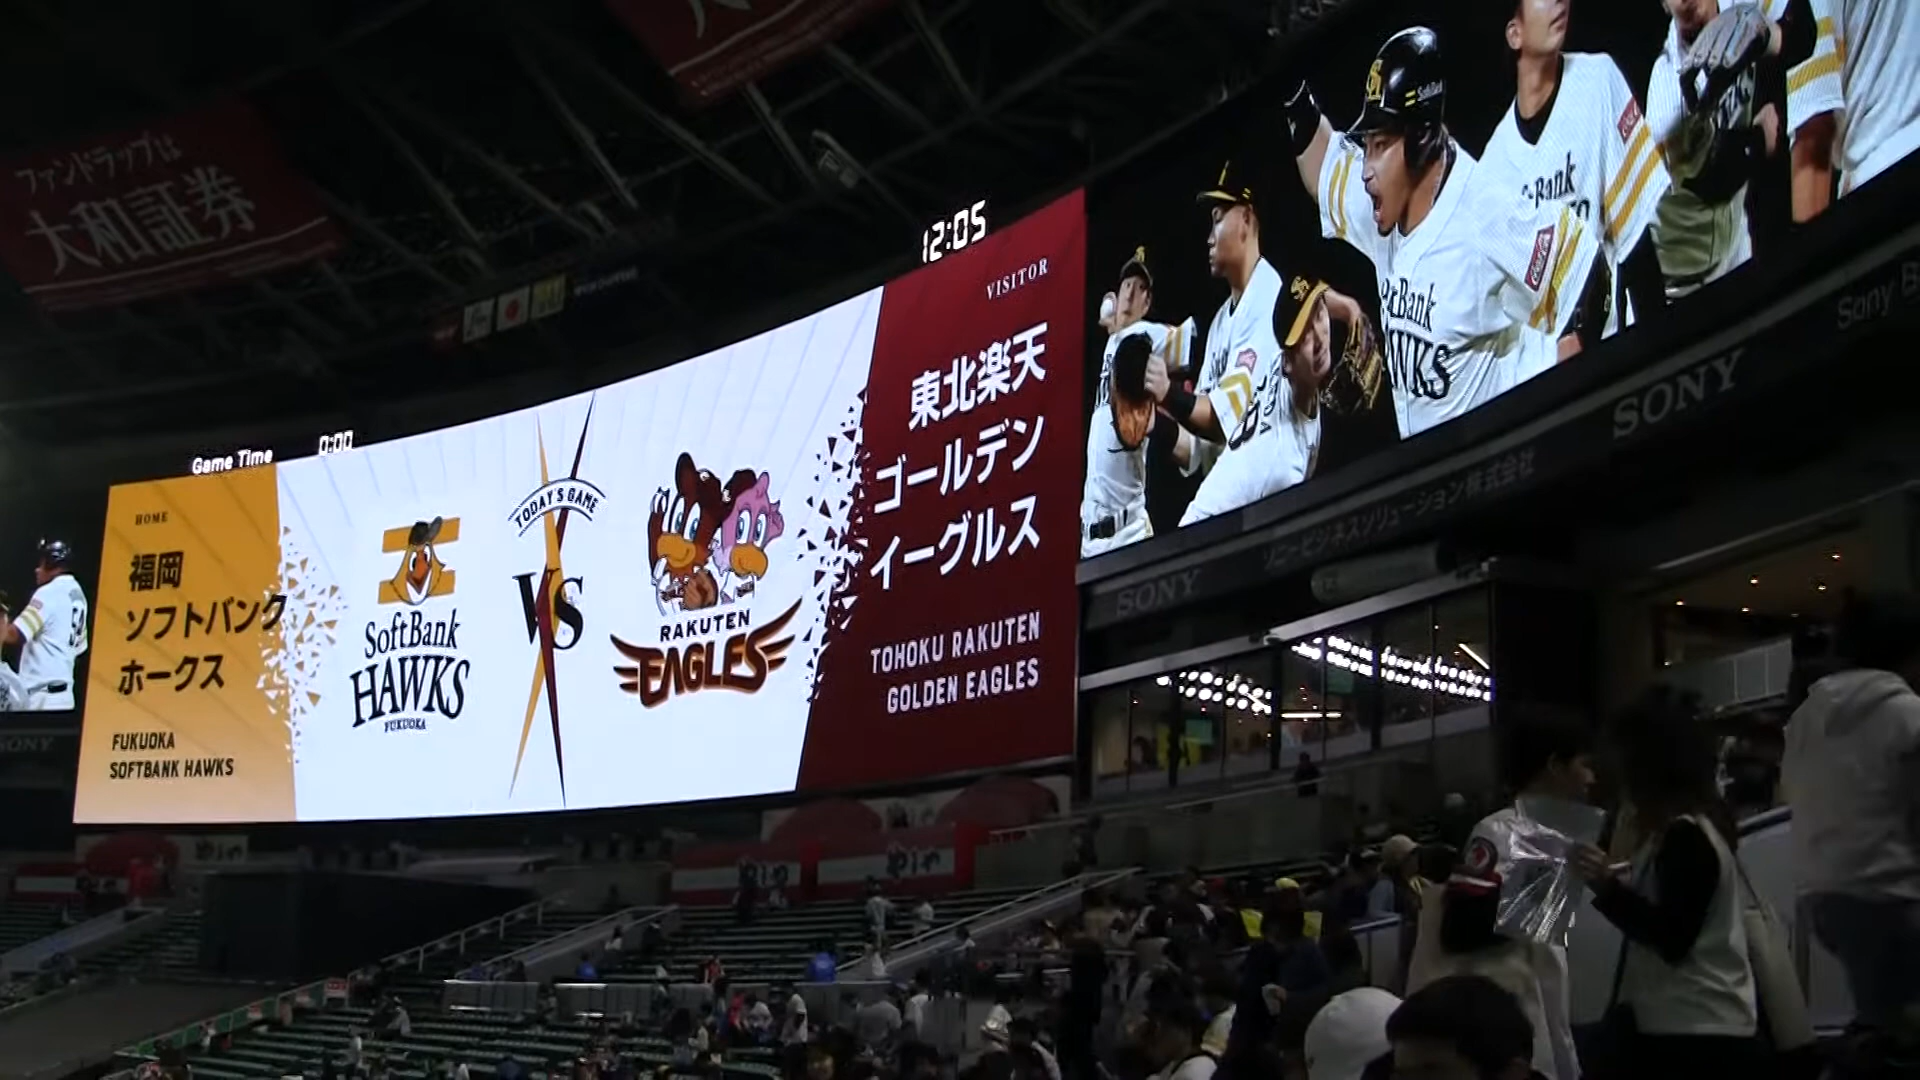 ファンドラップは
大和証券
12:05
Game Time 0:00
HOME
福岡
ソフトバンク
ホークス
FUKUOKA
SOFTBANK HAWKS
SoftBank
HAWKS
FUKUOKA
TODAY'S GAME
VS
RAKUTEN
EAGLES
VISITOR
東北楽天
ゴールデン
イーグルス
TOHOKU RAKUTEN
GOLDEN EAGLES
SONY
SONY
SONY
ソニービジネスソリューション株式会社